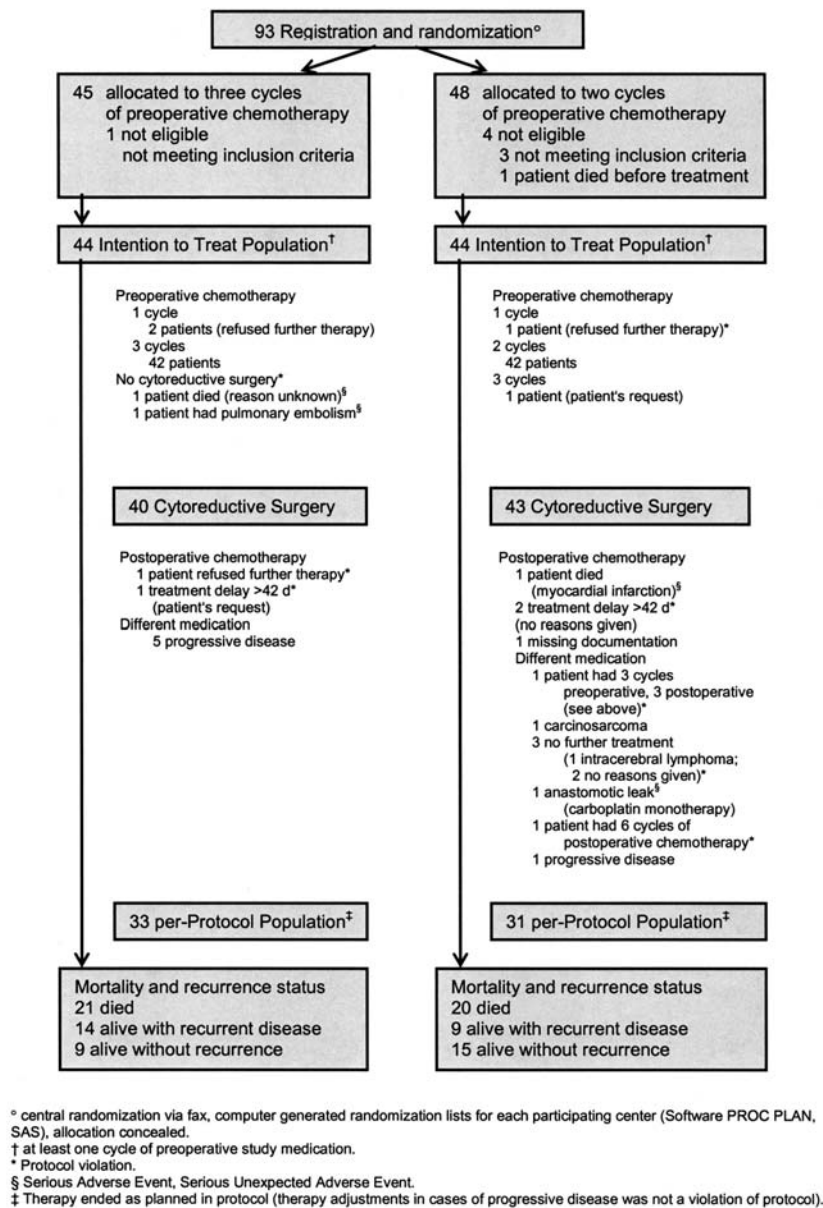 93 Registration and randomization°
45 allocated to three cycles
of preoperative chemotherapy
1 not eligible
not meeting inclusion criteria
48 allocated to two cycles
of preoperative chemotherapy
4 not eligible
3 not meeting inclusion criteria
1 patient died before treatment
44 Intention to Treat Population†
44 Intention to Treat Population†
Preoperative chemotherapy
1 cycle
2 patients (refused further therapy)
3 cycles
42 patients
No cytoreductive surgery*
1 patient died (reason unknown)§
1 patient had pulmonary embolism§
Preoperative chemotherapy
1 cycle
1 patient (refused further therapy)*
2 cycles
42 patients
3 cycles
1 patient (patient's request)
40 Cytoreductive Surgery
43 Cytoreductive Surgery
Postoperative chemotherapy
1 patient refused further therapy*
1 treatment delay >42 d*
(patient's request)
Different medication
5 progressive disease
Postoperative chemotherapy
1 patient died
(myocardial infarction)§
2 treatment delay >42 d*
(no reasons given)
1 missing documentation
Different medication
1 patient had 3 cycles
preoperative, 3 postoperative
(see above)*
1 carcinosarcoma
3 no further treatment
(1 intracerebral lymphoma;
2 no reasons given)*
1 anastomotic leak§
(carboplatin monotherapy)
1 patient had 6 cycles of
postoperative chemotherapy*
1 progressive disease
33 per-Protocol Population‡
31 per-Protocol Population‡
Mortality and recurrence status
21 died
14 alive with recurrent disease
9 alive without recurrence
Mortality and recurrence status
20 died
9 alive with recurrent disease
15 alive without recurrence
° central randomization via fax, computer generated randomization lists for each participating center (Software PROC PLAN,
SAS), allocation concealed.
† at least one cycle of preoperative study medication.
* Protocol violation.
§ Serious Adverse Event, Serious Unexpected Adverse Event.
‡ Therapy ended as planned in protocol (therapy adjustments in cases of progressive disease was not a violation of protocol).